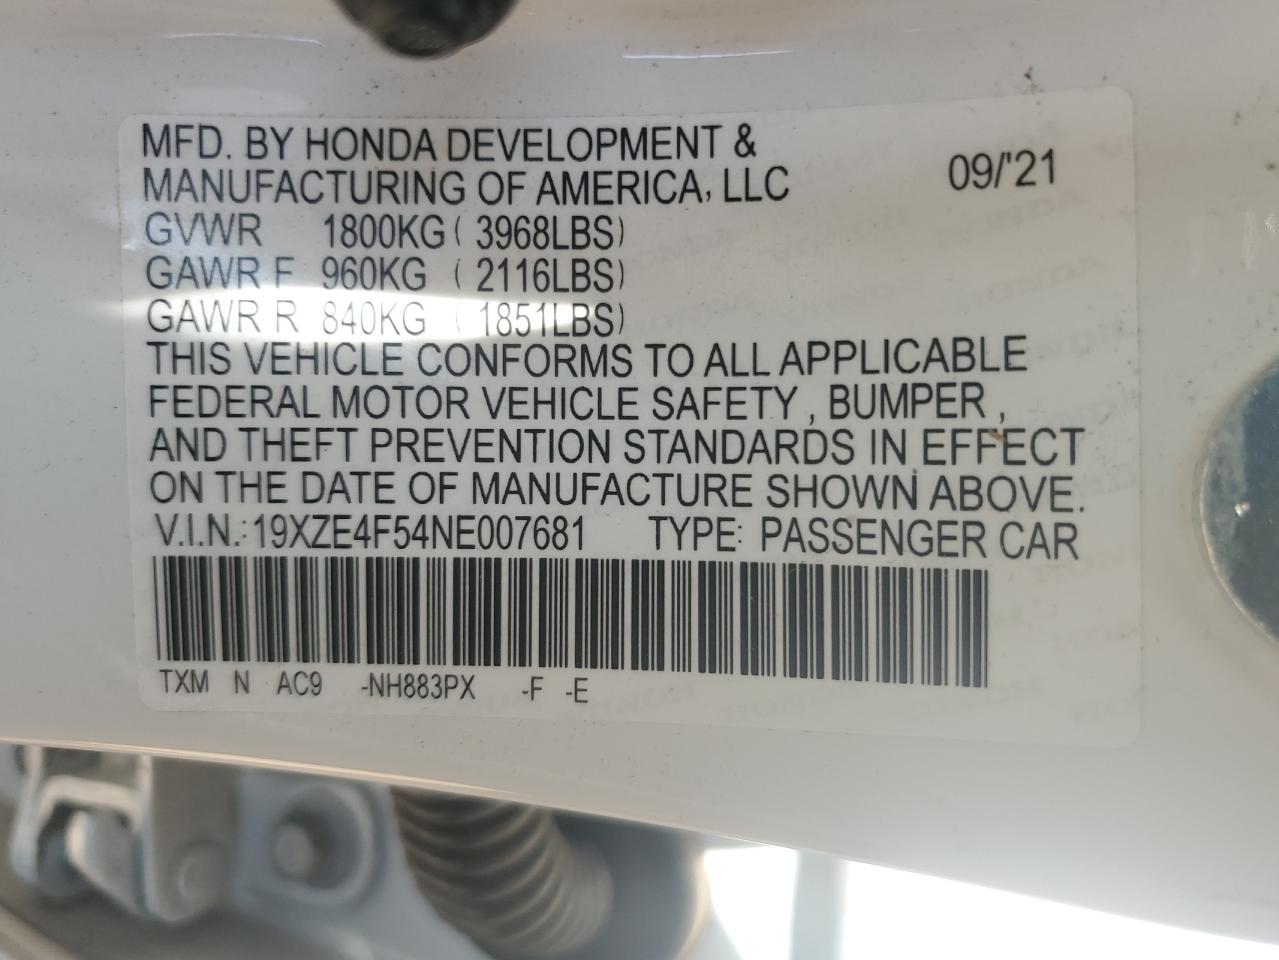 MFD. BY HONDA DEVELOPMENT &
MANUFACTURING OF AMERICA, LLC 09/'21
GVWR 1800KG ( 3968LBS)
GAWR F 960KG ( 2116LBS)
GAWR R 840KG ( 1851LBS)
THIS VEHICLE CONFORMS TO ALL APPLICABLE
FEDERAL MOTOR VEHICLE SAFETY , BUMPER ,
AND THEFT PREVENTION STANDARDS IN EFFECT
ON THE DATE OF MANUFACTURE SHOWN ABOVE.
V.I.N.: 19XZE4F54NE007681 TYPE: PASSENGER CAR
TXM N AC9 -NH883PX -F -E